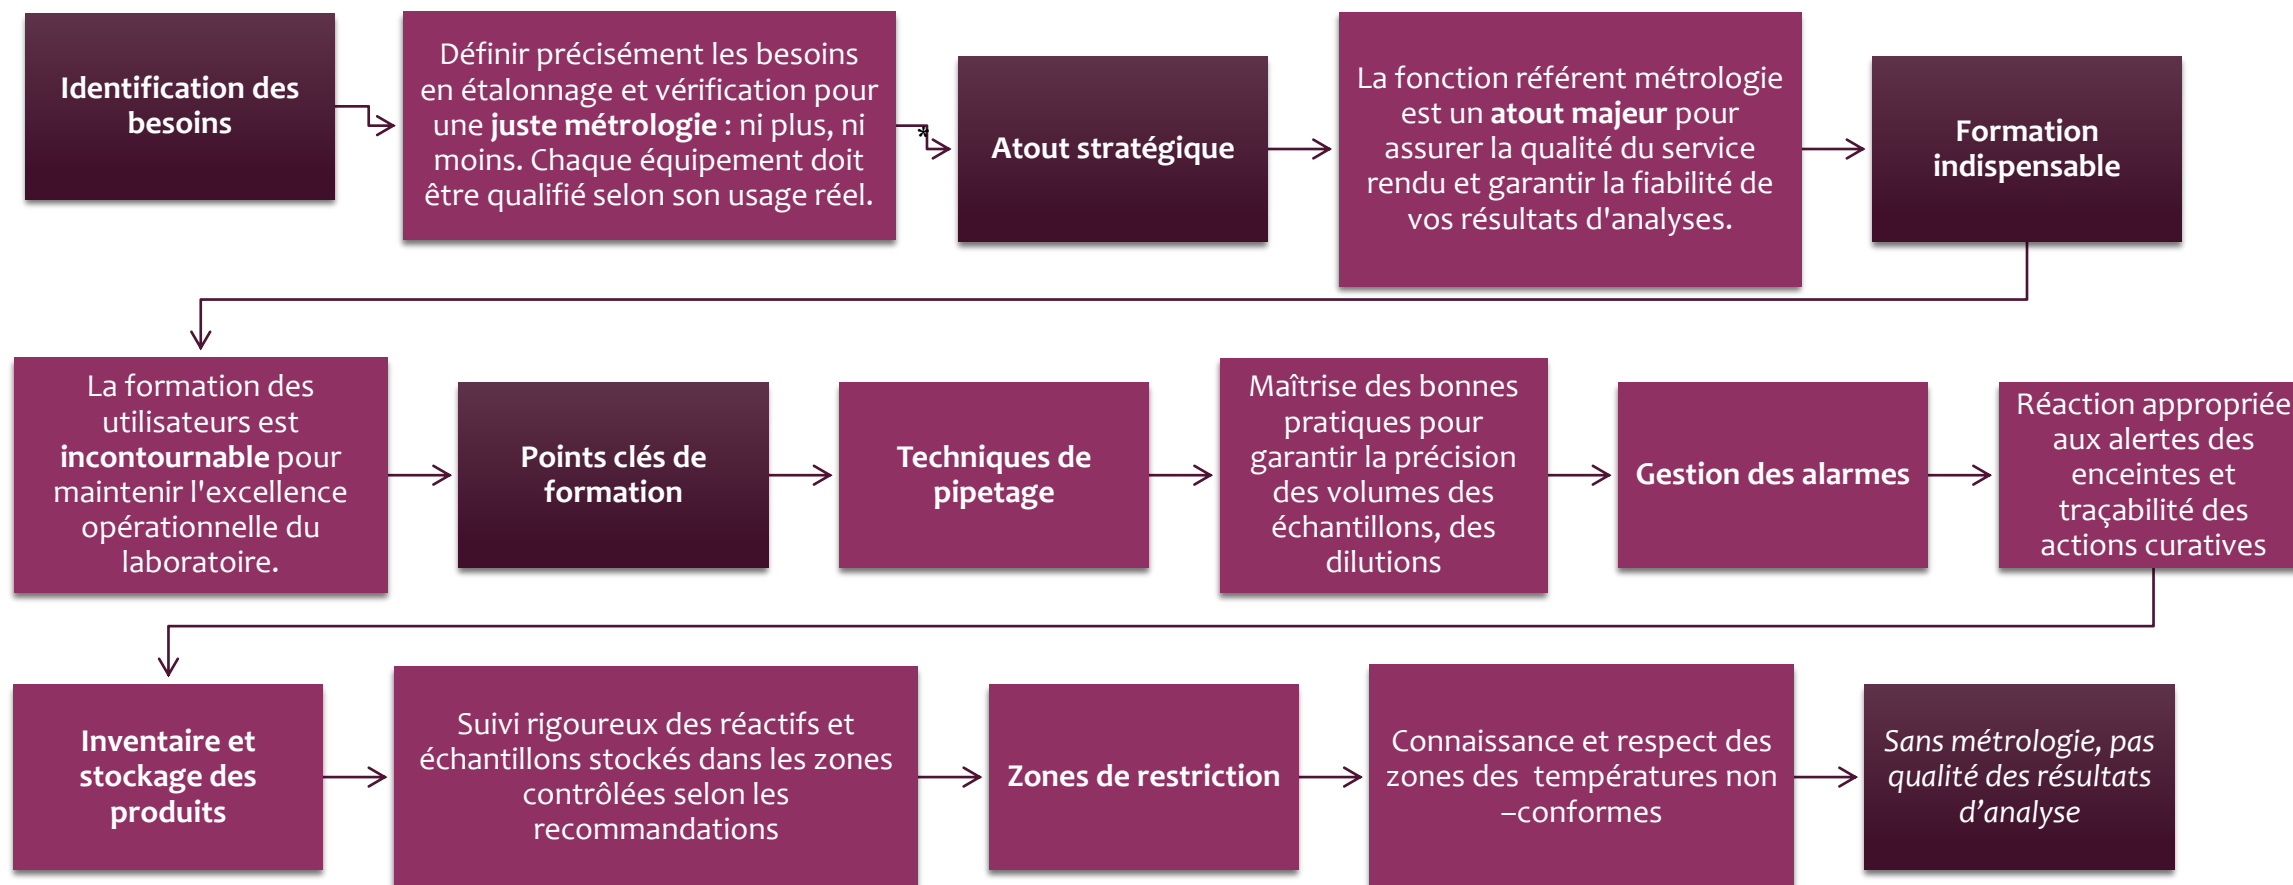 Identification des
besoins
Définir précisément les besoins
en étalonnage et vérification pour
une juste métrologie : ni plus, ni
moins. Chaque équipement doit
être qualifié selon son usage réel.
*
Atout stratégique
La fonction référent métrologie
est un atout majeur pour
assurer la qualité du service
rendu et garantir la fiabilité de
vos résultats d'analyses.
Formation
indispensable
La formation des
utilisateurs est
incontournable pour
maintenir l'excellence
opérationnelle du
laboratoire.
Points clés de
formation
Techniques de
pipetage
Maîtrise des bonnes
pratiques pour
garantir la précision
des volumes des
échantillons, des
dilutions
Gestion des alarmes
Réaction appropriée
aux alertes des
enceintes et
traçabilité des
actions curatives
Inventaire et
stockage des
produits
Suivi rigoureux des réactifs et
échantillons stockés dans les zones
contrôlées selon les
recommandations
Zones de restriction
Connaissance et respect des
zones des  températures non
–conformes
Sans métrologie, pas
qualité des résultats
d’analyse